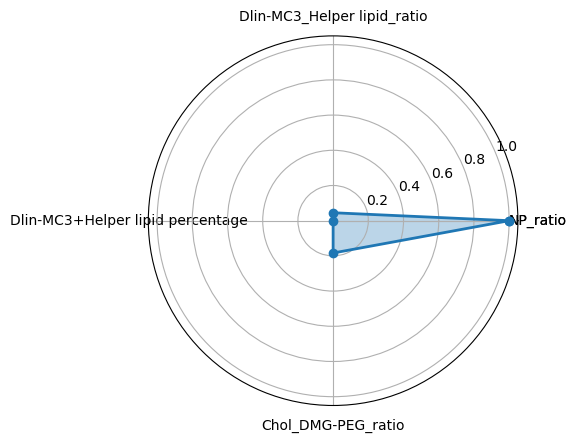 Dlin-MC3_Helper lipid_ratio
1.0
0.8
0.6
0.4
0.2
Dlin-MC3+Helper lipid percentage
NP_ratio
Chol_DMG-PEG_ratio